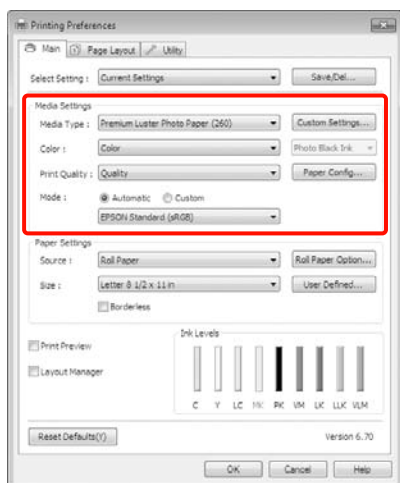 Printing Preferences
Main Page Layout Utility
Select Setting : Current Settings Save/Del...
Media Settings
Media Type : Premium Luster Photo Paper (260) Custom Settings...
Color : Color Photo Black Ink
Print Quality : Quality Paper Config...
Mode : Automatic Custom
EPSON Standard (sRGB)
Paper Settings
Source : Roll Paper Roll Paper Option...
Size : Letter 8 1/2 x 11 in User Defined...
Borderless
Ink Levels
Print Preview
Layout Manager
C Y LC MK PK VM LK LLK VLM
Reset Defaults(Y) Version 6.70
OK Cancel Help